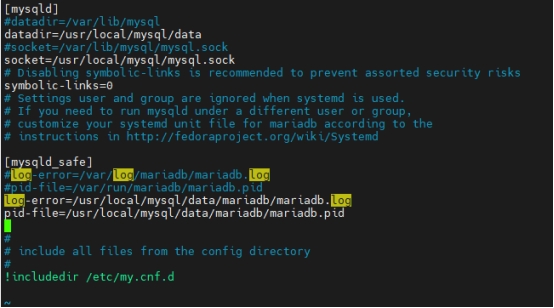 [mysqld]
#datadir=/var/lib/mysql
datadir=/usr/local/mysql/data
#socket=/var/lib/mysql/mysql.sock
socket=/usr/local/mysql/mysql.sock
# Disabling symbolic-links is recommended to prevent assorted security risks
symbolic-links=0
# Settings user and group are ignored when systemd is used.
# If you need to run mysqld under a different user or group,
# customize your systemd unit file for mariadb according to the
# instructions in http://fedoraproject.org/wiki/Systemd
[mysqld_safe]
#log-error=/var/log/mariadb/mariadb.log
#pid-file=/var/run/mariadb/mariadb.pid
log-error=/usr/local/mysql/data/mariadb/mariadb.log
pid-file=/usr/local/mysql/data/mariadb/mariadb.pid
#
# include all files from the config directory
#
!includedir /etc/my.cnf.d
~